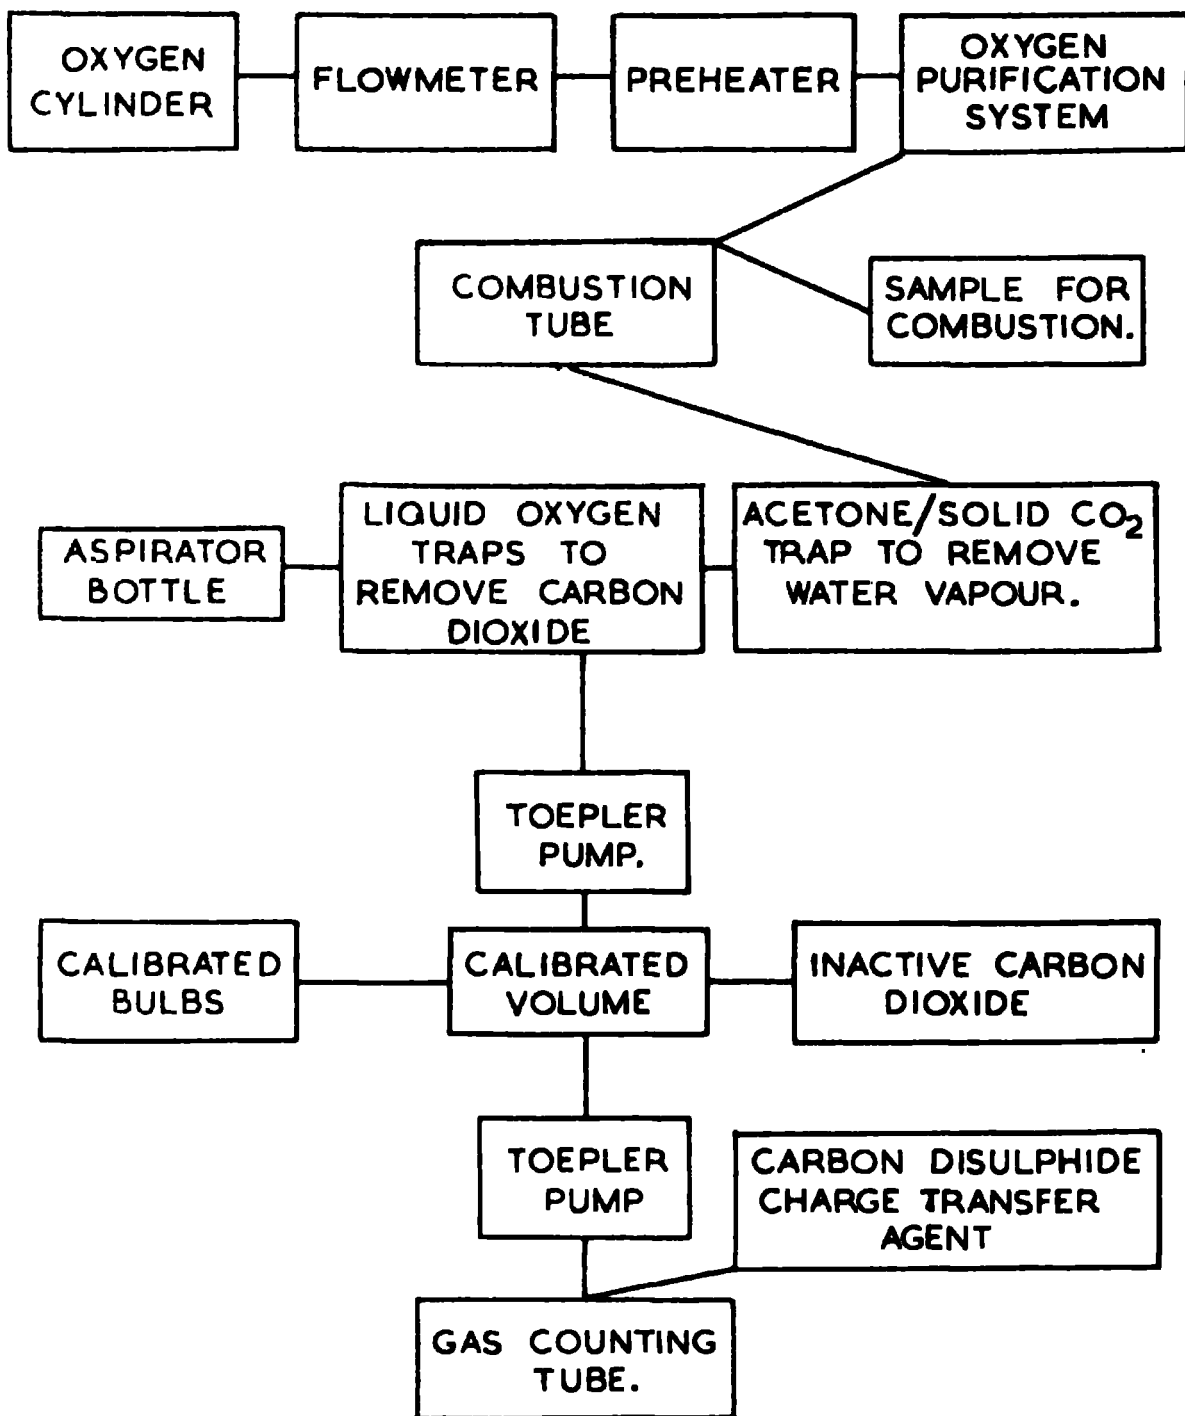 OXYGEN
CYLINDER
FLOWMETER
PREHEATER
OXYGEN
PURIFICATION
SYSTEM
COMBUSTION
TUBE
SAMPLE FOR
COMBUSTION.
ASPIRATOR
BOTTLE
LIQUID OXYGEN
TRAPS TO
REMOVE CARBON
DIOXIDE
ACETONE/SOLID CO₂
TRAP TO REMOVE
WATER VAPOUR.
TOEPLER
PUMP.
CALIBRATED
BULBS
CALIBRATED
VOLUME
INACTIVE CARBON
DIOXIDE
TOEPLER
PUMP
CARBON DISULPHIDE
CHARGE TRANSFER
AGENT
GAS COUNTING
TUBE.